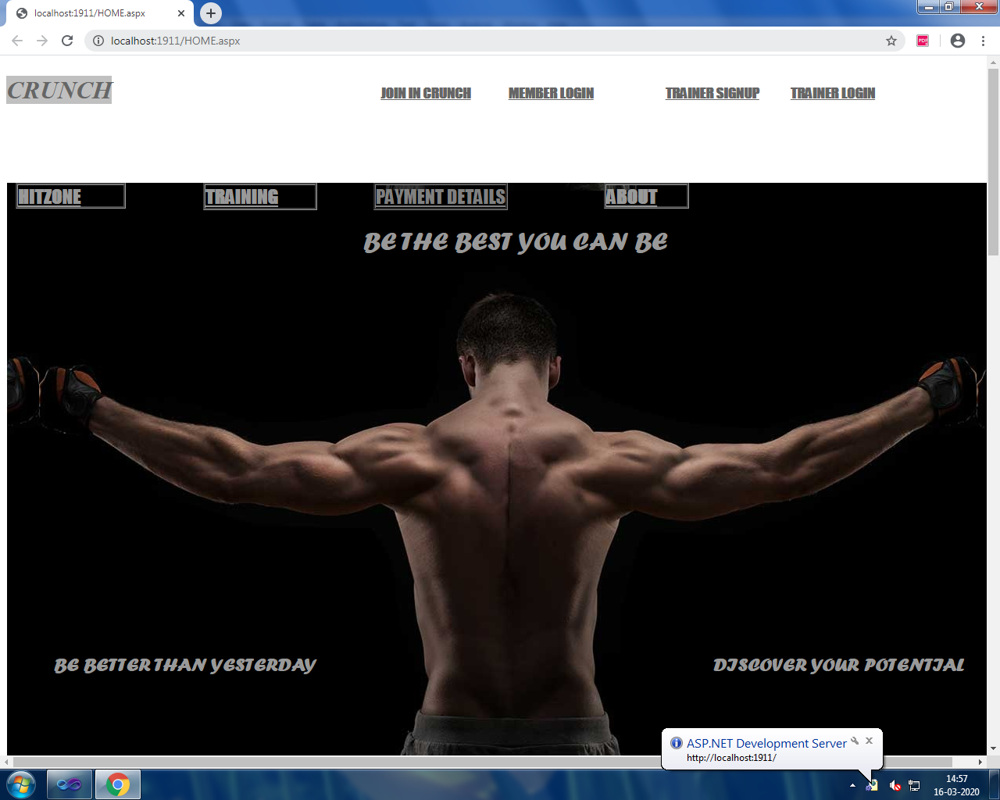 localhost:1911/HOME.aspx
localhost:1911/HOME.aspx
PDF
CRUNCH
JOIN IN CRUNCH MEMBER LOGIN TRAINER SIGNUP TRAINER LOGIN
HITZONE TRAINING PAYMENT DETAILS ABOUT
BE THE BEST YOU CAN BE
BE BETTER THAN YESTERDAY DISCOVER YOUR POTENTIAL
ASP.NET Development Server
http://localhost:1911/
14:57
16-03-2020